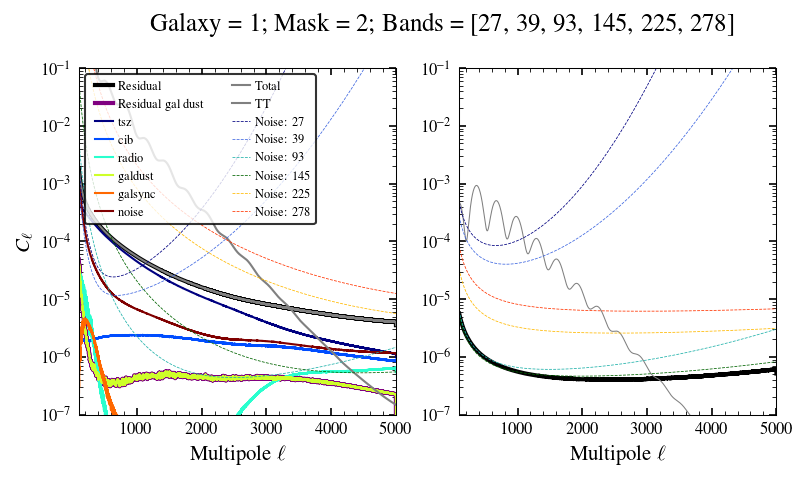 Galaxy = 1; Mask = 2; Bands = [27, 39, 93, 145, 225, 278]
Residual
Residual gal dust
tsz
cib
radio
galdust
galsync
noise
Total
TT
Noise: 27
Noise: 39
Noise: 93
Noise: 145
Noise: 225
Noise: 278
C_ℓ
10^{-1}
10^{-2}
10^{-3}
10^{-4}
10^{-5}
10^{-6}
10^{-7}
1000 2000 3000 4000 5000
Multipole ℓ
10^{-1}
10^{-2}
10^{-3}
10^{-4}
10^{-5}
10^{-6}
10^{-7}
1000 2000 3000 4000 5000
Multipole ℓ